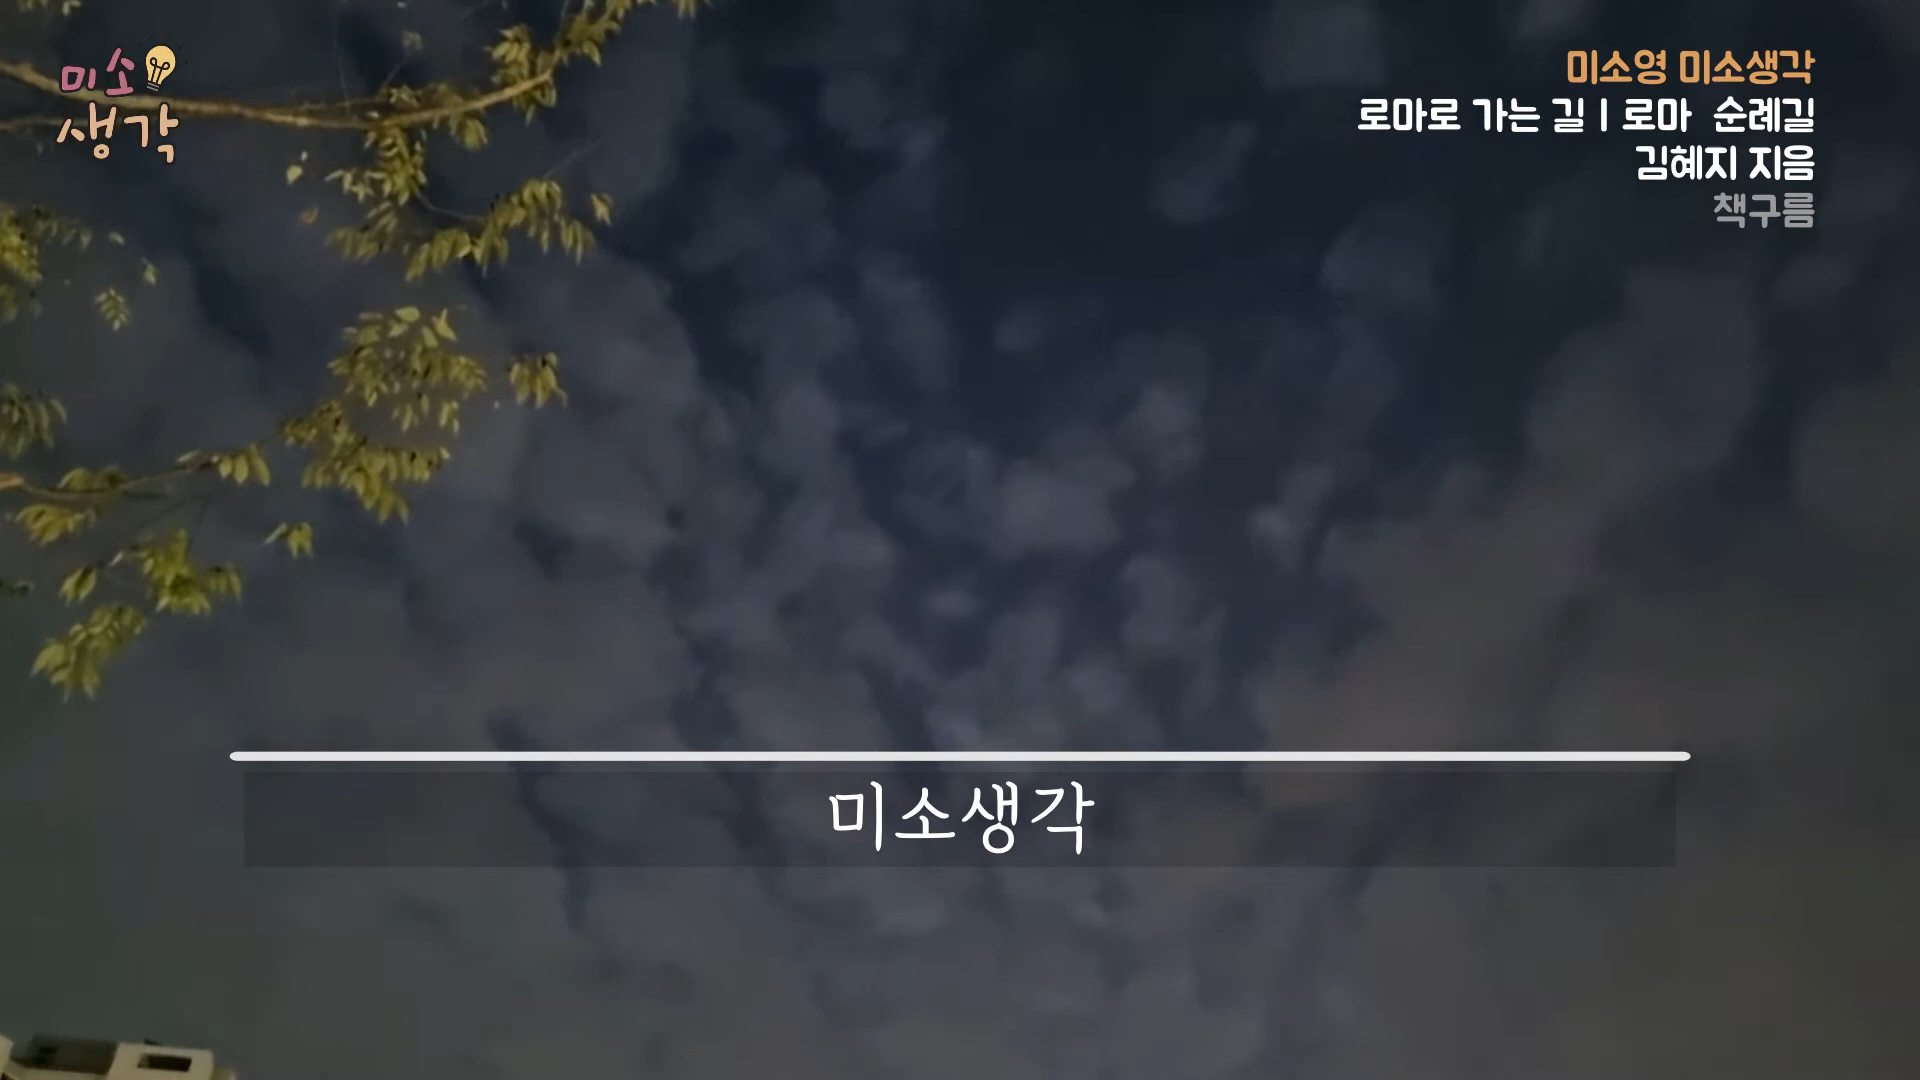 미소
생각
미소영 미소생각
로마로 가는 길 | 로마 순례길
김혜지 지음
책구름
미소생각